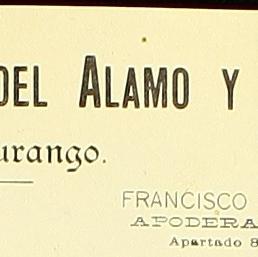 DEL ALAMO Y
urango.
FRANCISCO
APODERA
Apartado 8